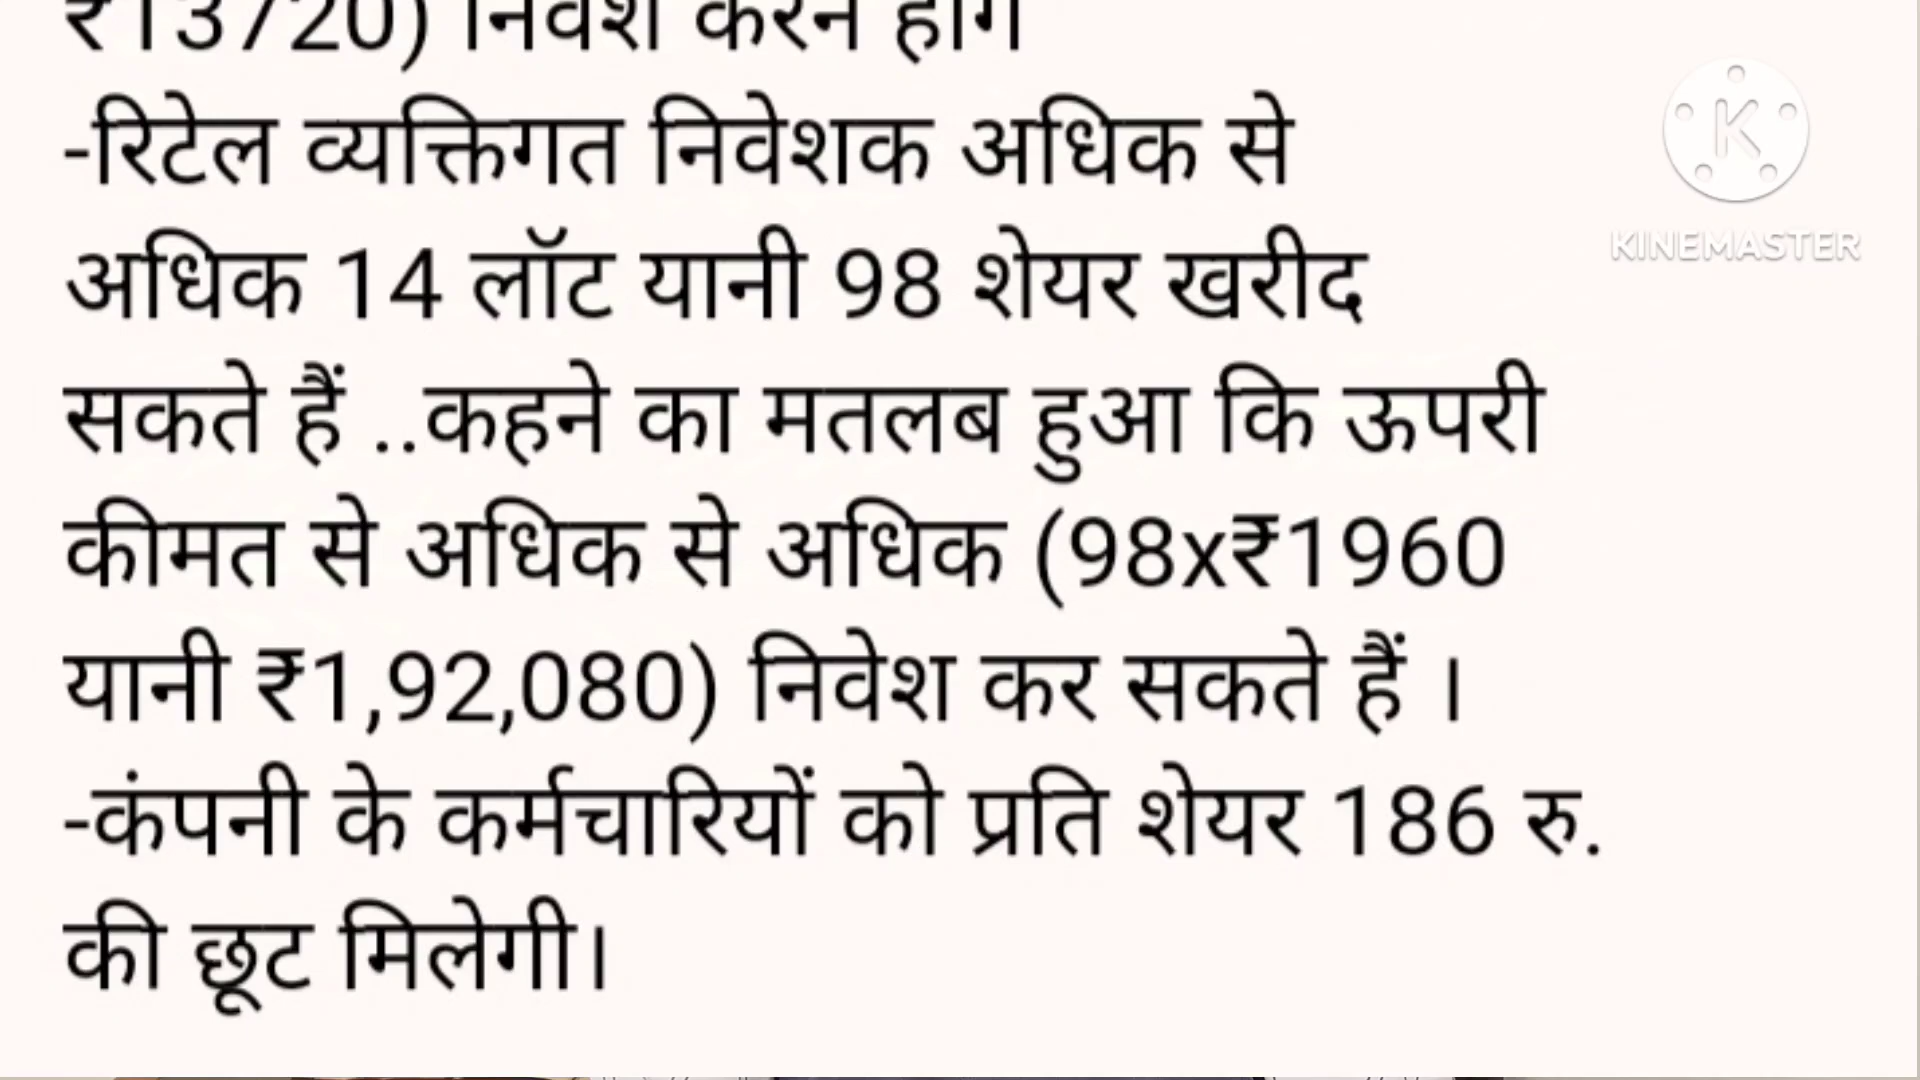 ₹13720) निवेश करने होंगे
-रिटेल व्यक्तिगत निवेशक अधिक से
अधिक 14 लॉट यानी 98 शेयर खरीद
सकते हैं ..कहने का मतलब हुआ कि ऊपरी
कीमत से अधिक से अधिक (98x₹1960
यानी ₹1,92,080) निवेश कर सकते हैं ।
-कंपनी के कर्मचारियों को प्रति शेयर 186 रु.
की छूट मिलेगी।
K
KINEMASTER